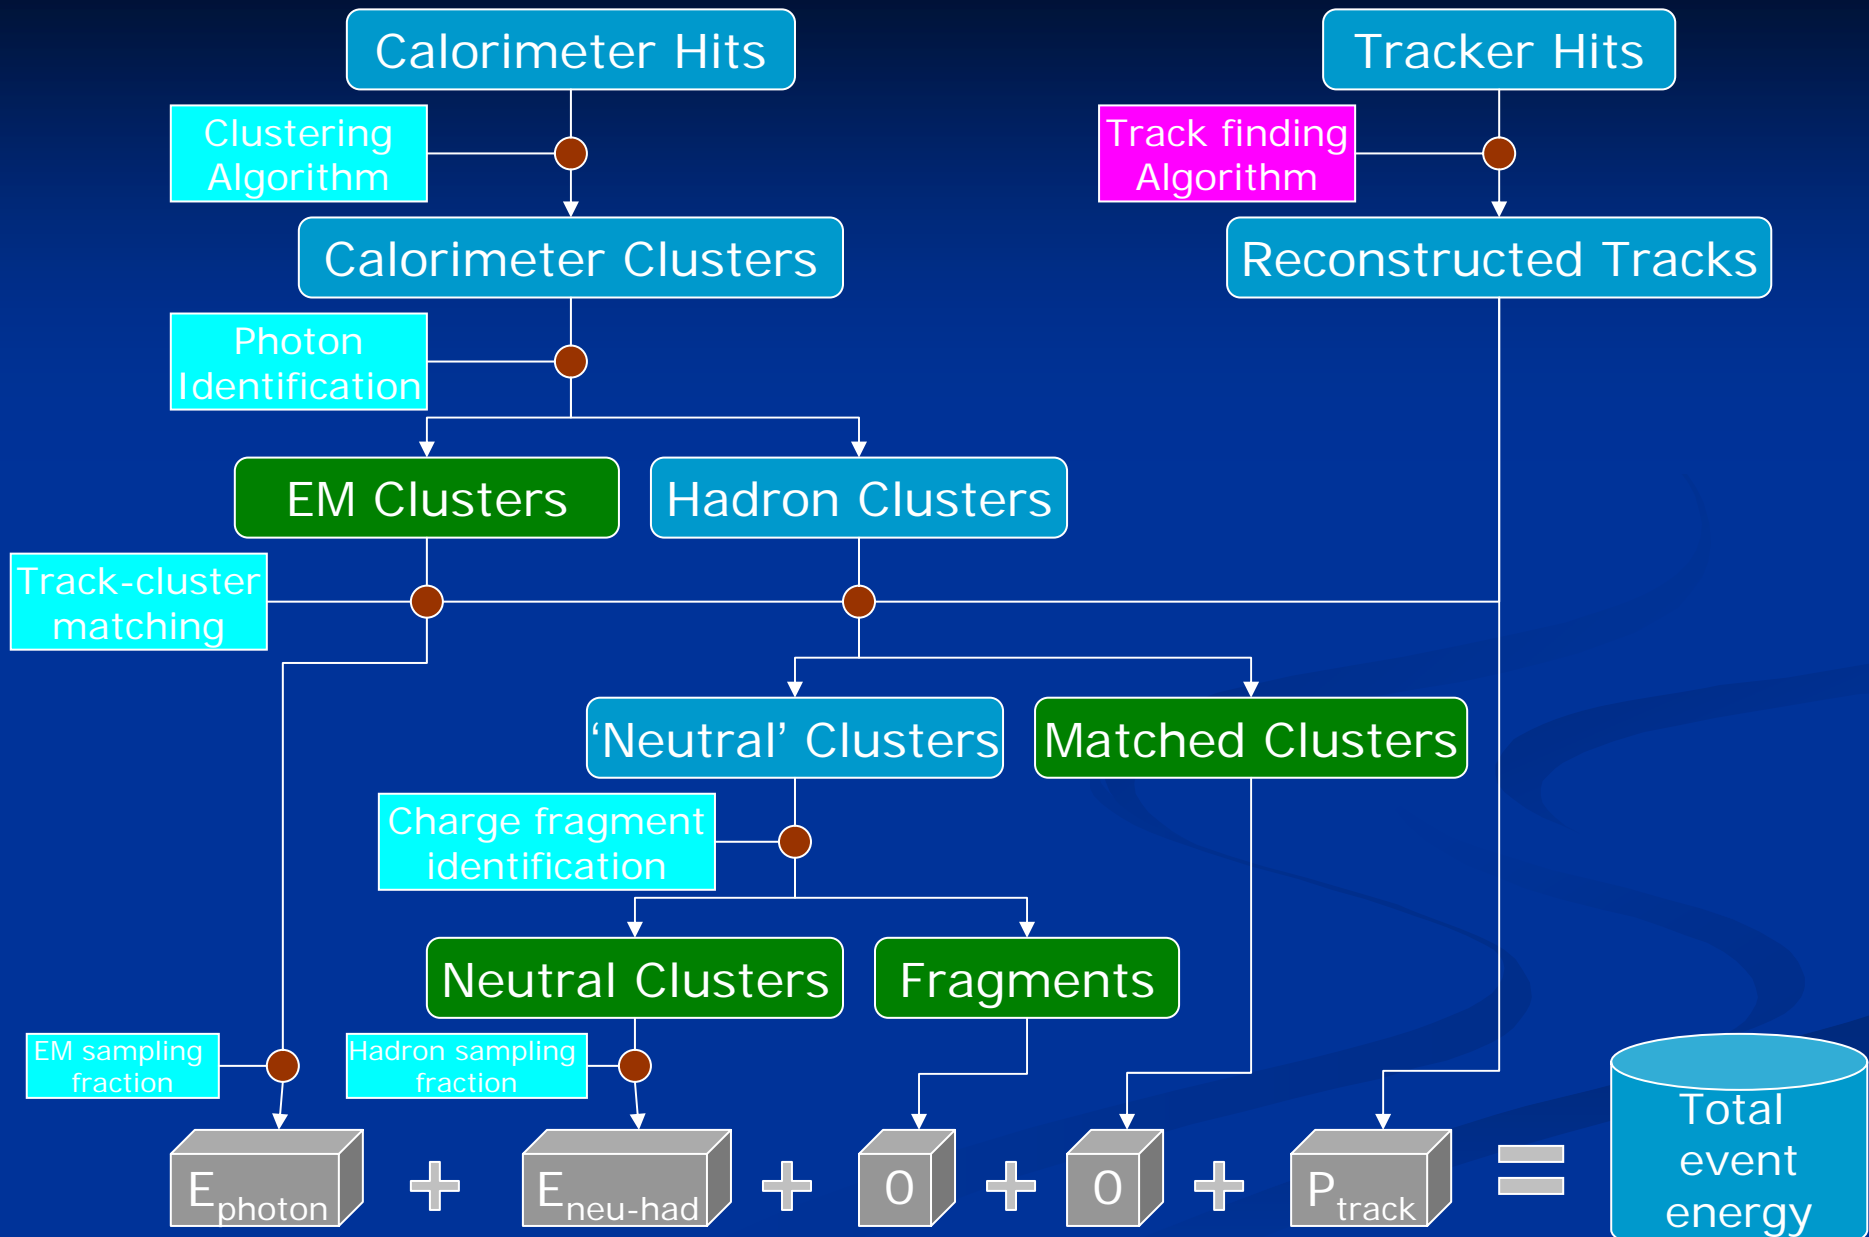 Calorimeter Hits
Tracker Hits
Clustering
Algorithm
Track finding
Algorithm
Calorimeter Clusters
Reconstructed Tracks
Photon
Identification
EM Clusters
Hadron Clusters
Track-cluster
matching
‘Neutral’ Clusters
Matched Clusters
Charge fragment
identification
Neutral Clusters
Fragments
EM sampling
fraction
Hadron sampling
fraction
Ephoton + Eneu-had + 0 + 0 + Ptrack =
Total
event
energy